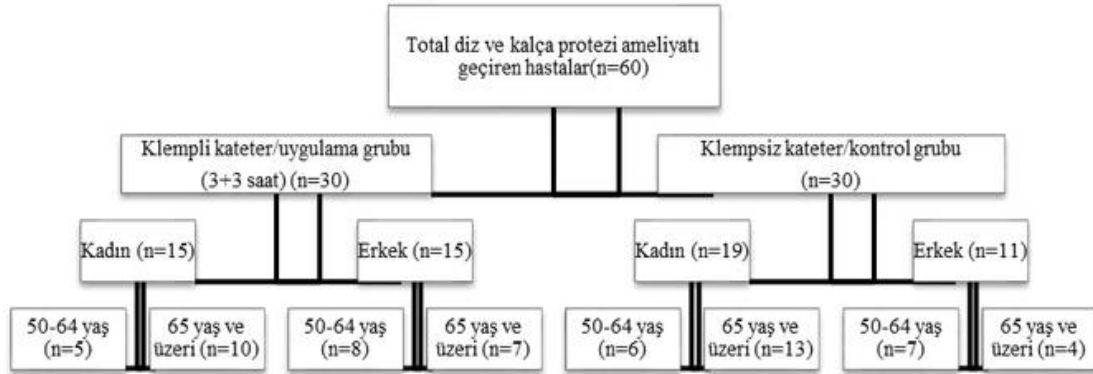 Total diz ve kalça protezi ameliyatı
geçiren hastalar(n=60)
Klempli kateter/uygulama grubu
(3+3 saat) (n=30)
Klempsiz kateter/kontrol grubu
(n=30)
Kadın (n=15)
Erkek (n=15)
Kadın (n=19)
Erkek (n=11)
50-64 yaş
(n=5)
65 yaş ve
üzeri (n=10)
50-64 yaş
(n=8)
65 yaş ve
üzeri (n=7)
50-64 yaş
(n=6)
65 yaş ve
üzeri (n=13)
50-64 yaş
(n=7)
65 yaş ve
üzeri (n=4)